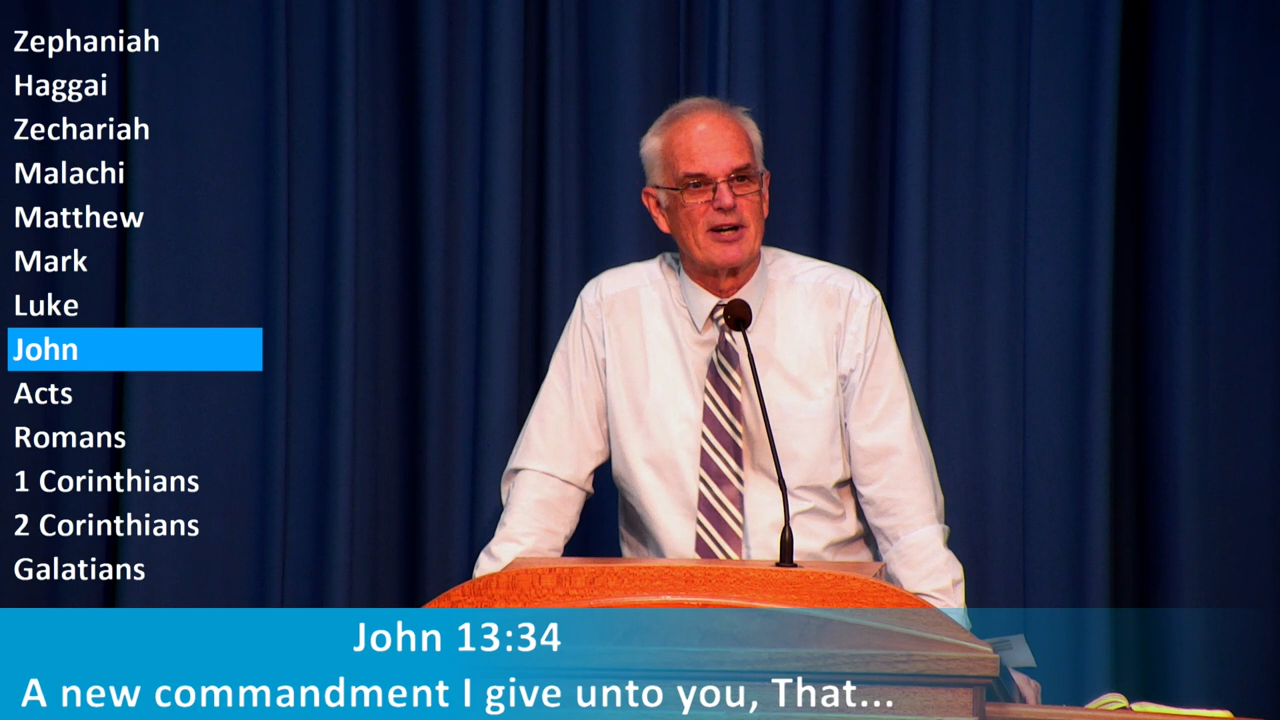 Zephaniah
Haggai
Zechariah
Malachi
Matthew
Mark
Luke
John
Acts
Romans
1 Corinthians
2 Corinthians
Galatians
John 13:34
A new commandment I give unto you, That...